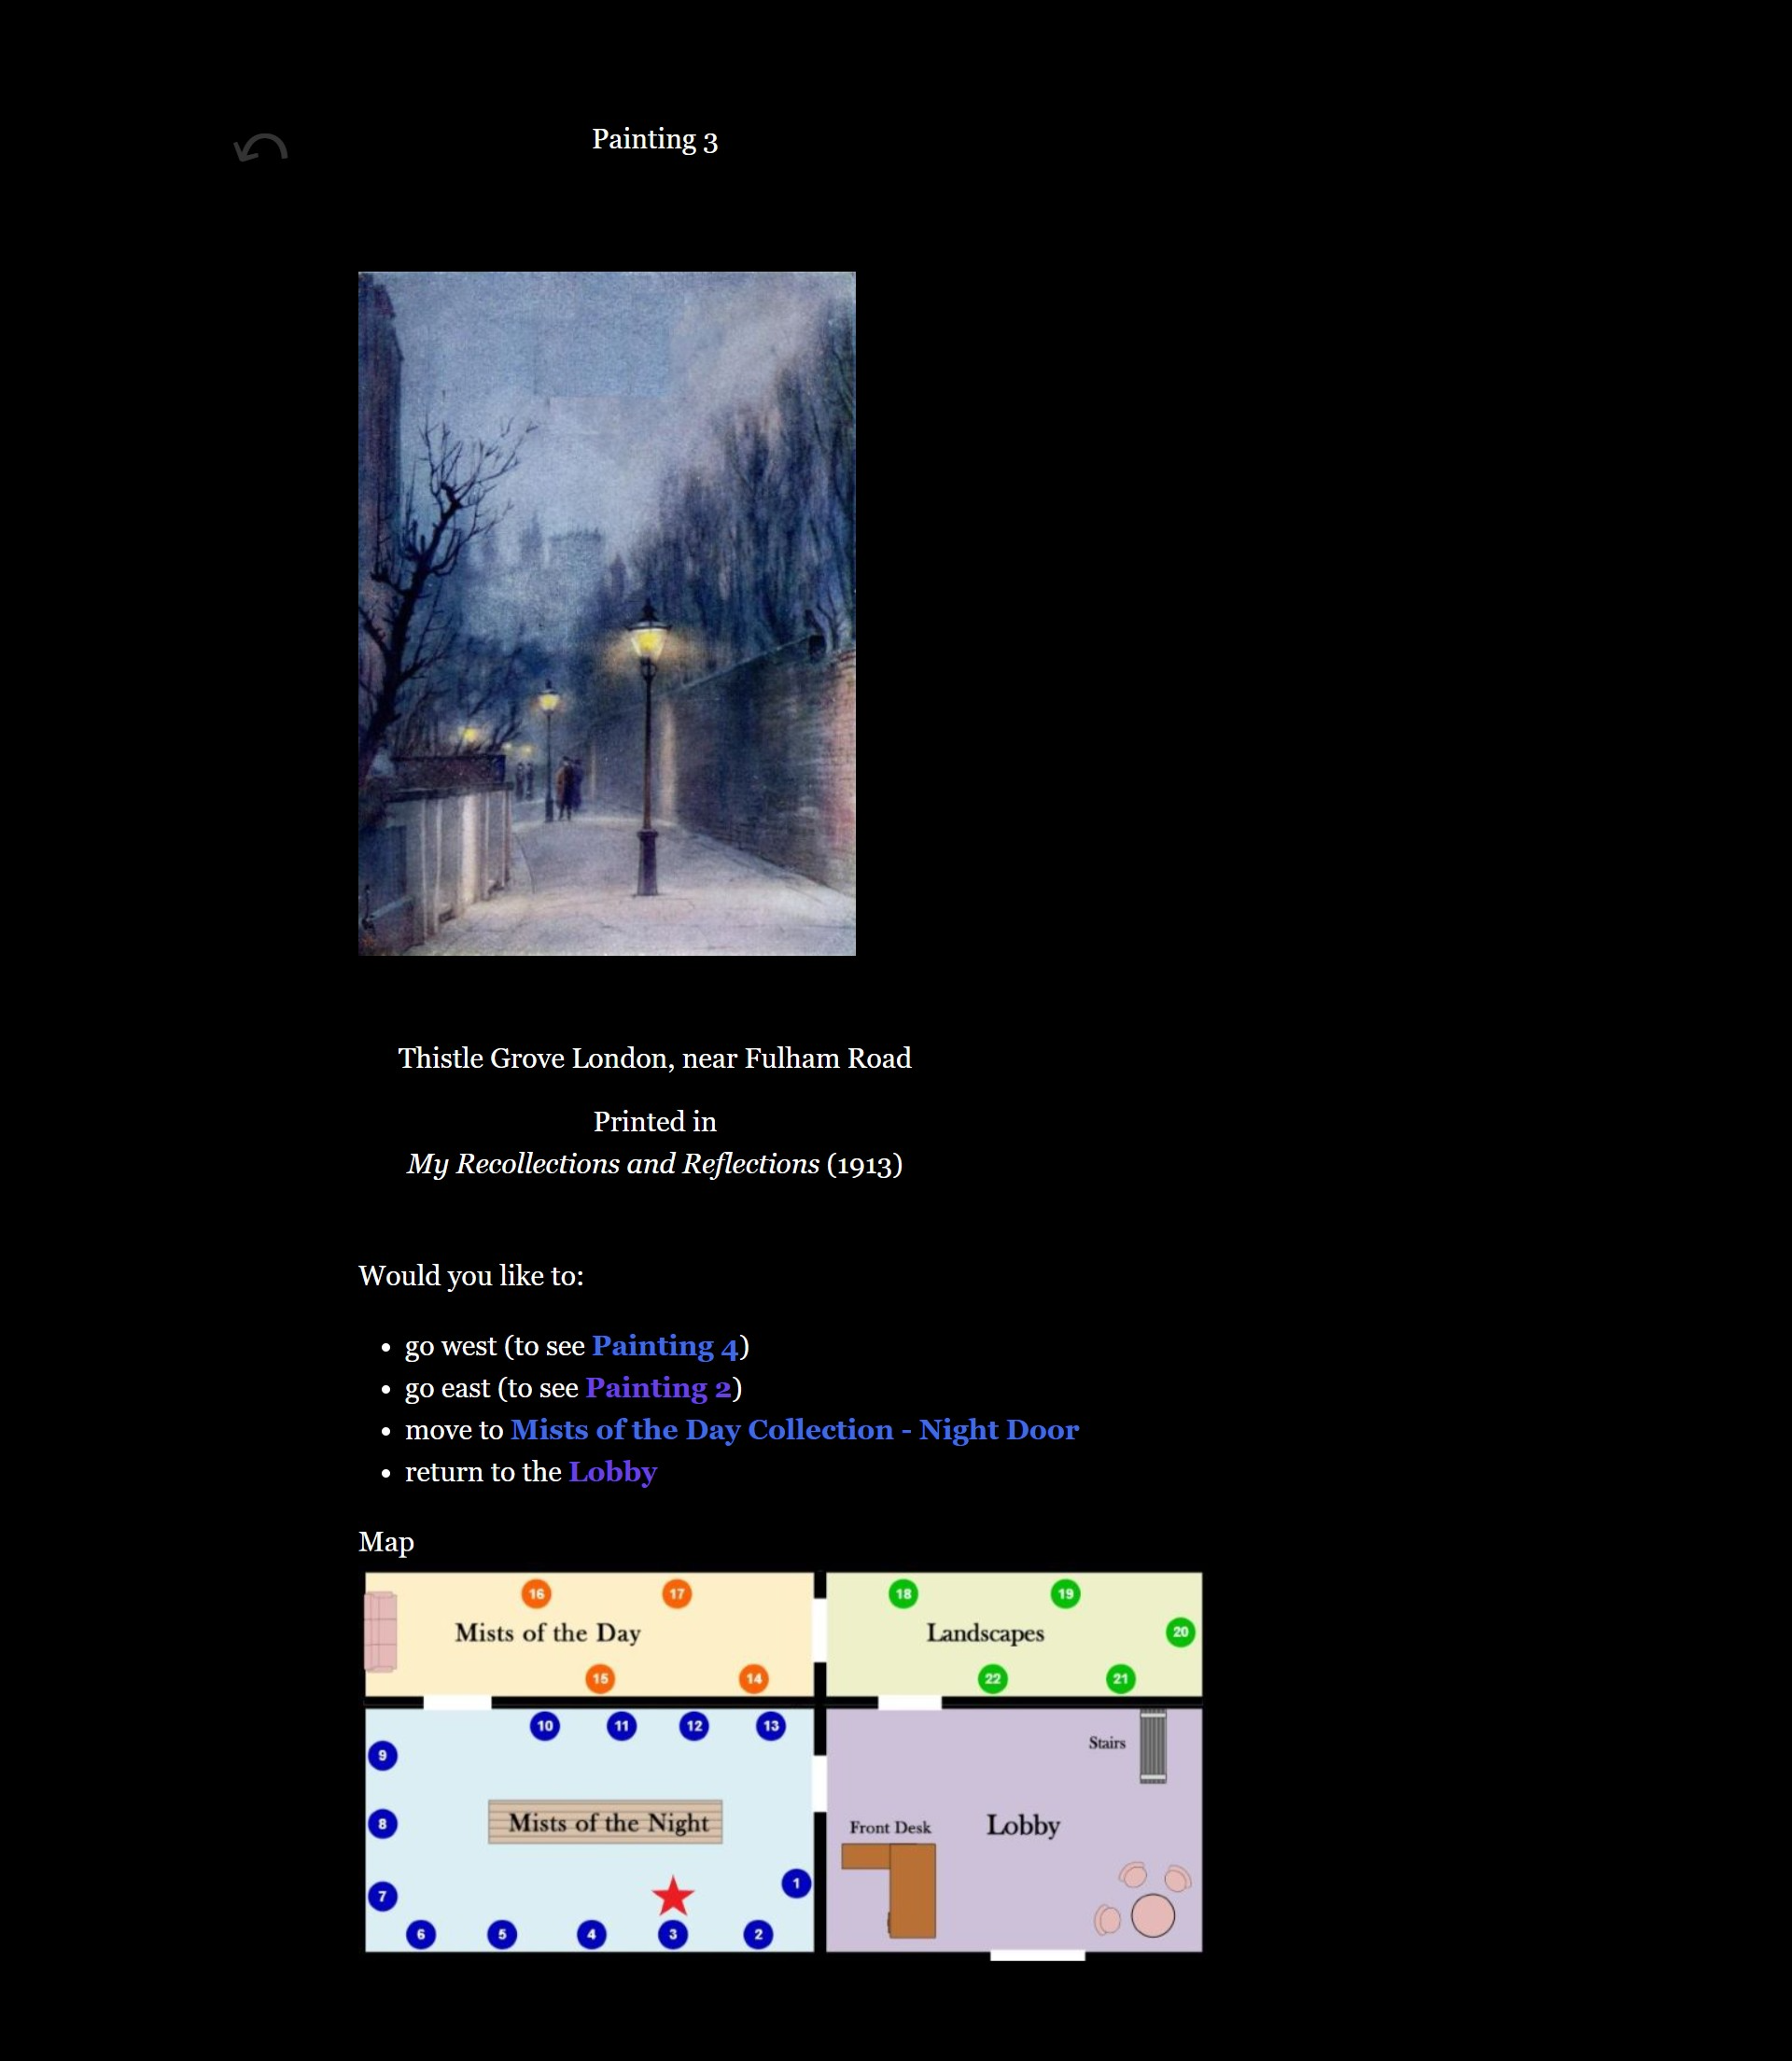 Painting 3
Thistle Grove London, near Fulham Road
Printed in
My Recollections and Reflections (1913)
Would you like to:
• go west (to see Painting 4)
• go east (to see Painting 2)
• move to Mists of the Day Collection - Night Door
• return to the Lobby
Map
16 17
Mists of the Day
15 14
18 19
Landscapes
20
22 21
10 11 12 13
9
Mists of the Night
8
7
1
6 5 4 3 2
Stairs
Front Desk
Lobby